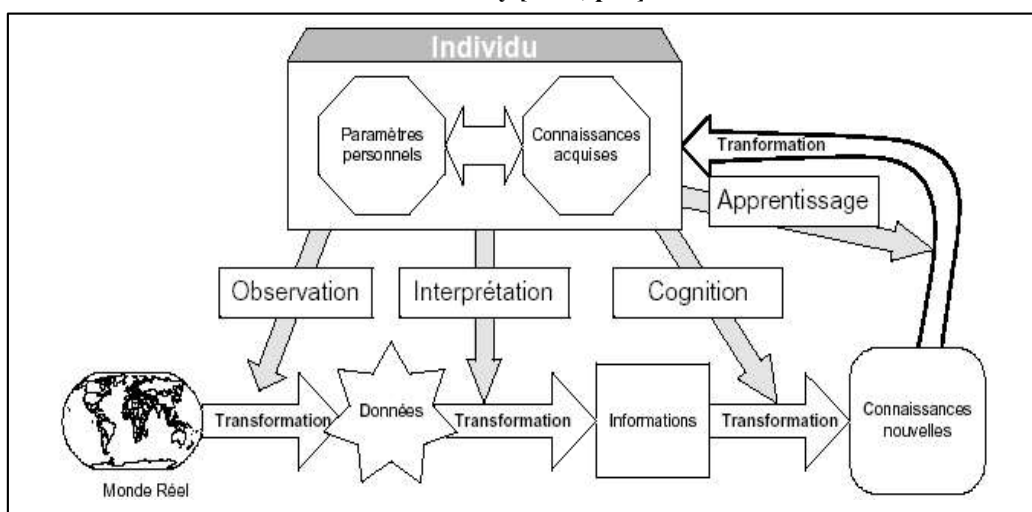 Individu
Paramètres
personnels
Connaissances
acquises
Tranformation
Apprentissage
Observation
Interprétation
Cognition
Transformation
Données
Transformation
Informations
Transformation
Connaissances
nouvelles
Monde Réel